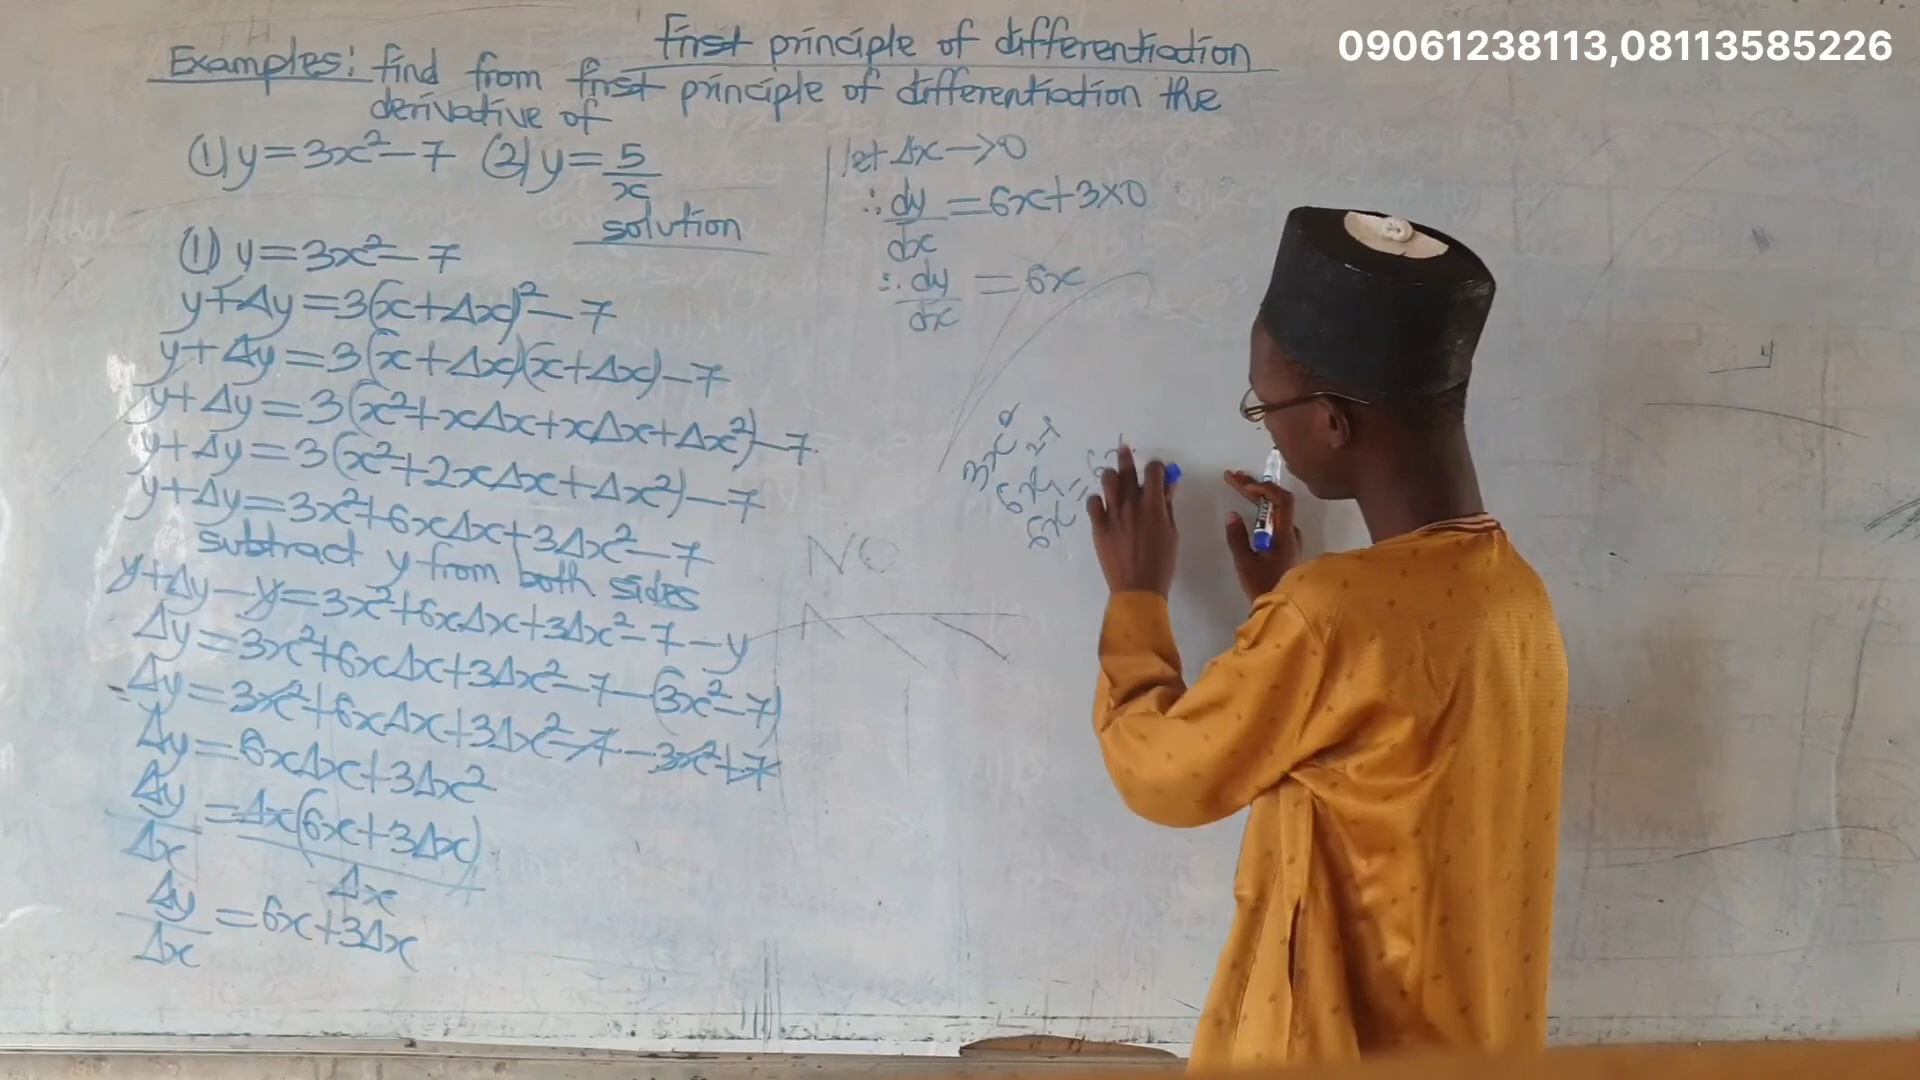 First principle of differentiation
09061238113,08113585226
Examples: find from first principle of differentiation the
derivative of
(1) y=3x²-7 (2) y=5/x
solution
(1) y=3x²-7
y+Δy=3(x+Δx)²-7
y+Δy=3(x+Δx)(x+Δx)-7
y+Δy=3(x²+xΔx+xΔx+Δx²)-7
y+Δy=3(x²+2xΔx+Δx²)-7
y+Δy=3x²+6xΔx+3Δx²-7
subtract y from both sides
y+Δy-y=3x²+6xΔx+3Δx²-7-y
Δy=3x²+6xΔx+3Δx²-7-(3x²-7)
Δy=3x²+6xΔx+3Δx²-7-3x²+7
Δy=6xΔx+3Δx²
Δy/Δx=Δx(6x+3Δx)/Δx
Δy/Δx=6x+3Δx
let Δx->0
∴dy/dx=6x+3×0
∴dy/dx=6x
NO